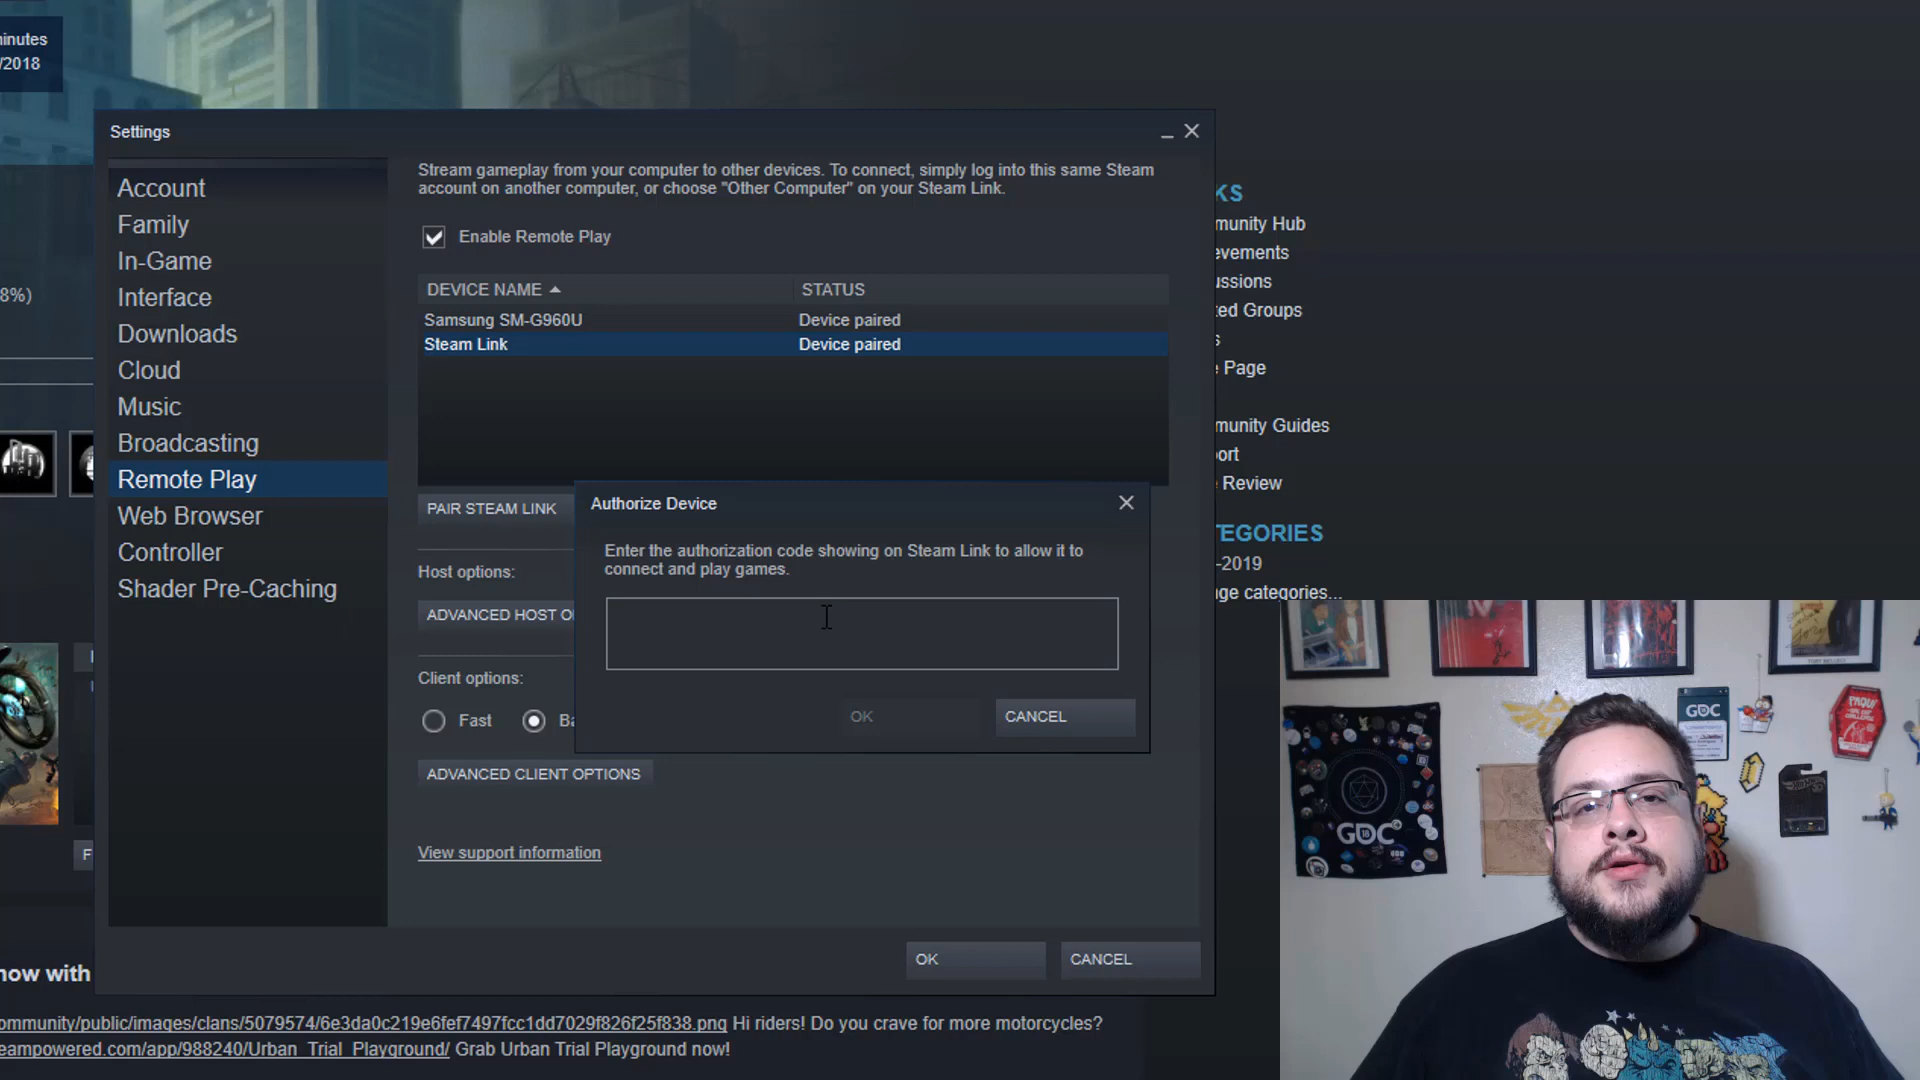 inutes
/2018
Settings
Account
Family
In-Game
Interface
Downloads
Cloud
Music
Broadcasting
Remote Play
Web Browser
Controller
Shader Pre-Caching
Stream gameplay from your computer to other devices. To connect, simply log into this same Steam
account on another computer, or choose "Other Computer" on your Steam Link.
Enable Remote Play
DEVICE NAME STATUS
Samsung SM-G960U Device paired
Steam Link Device paired
PAIR STEAM LINK
Host options:
ADVANCED HOST O
Client options:
Fast Ba
ADVANCED CLIENT OPTIONS
View support information
OK CANCEL
Authorize Device
Enter the authorization code showing on Steam Link to allow it to
connect and play games.
OK CANCEL
8%)
F
KS
munity Hub
evements
ussions
ed Groups
s
e Page
munity Guides
ort
Review
TEGORIES
-2019
ge categories...
now with
ommunity/public/images/clans/5079574/6e3da0c219e6fef7497fcc1dd7029f826f25f838.png Hi riders! Do you crave for more motorcycles?
eampowered.com/app/988240/Urban_Trial_Playground/ Grab Urban Trial Playground now!
GDC
GDC